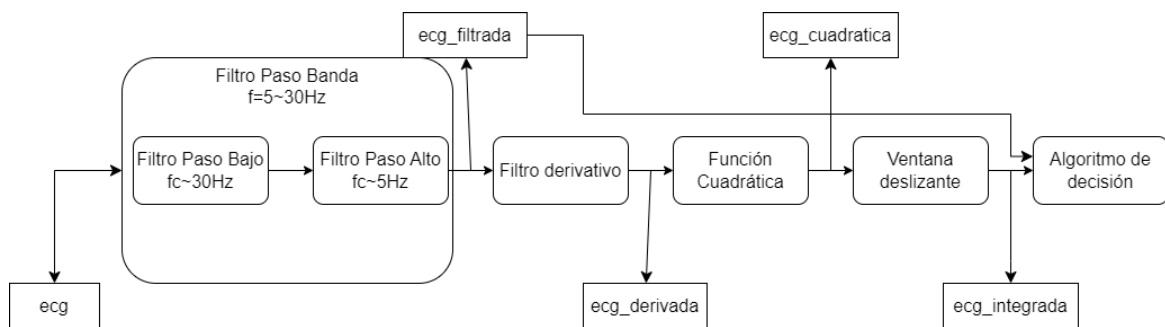 ecg_filtrada
ecg_cuadratica
Filtro Paso Banda
f=5~30Hz
Filtro Paso Bajo
fc~30Hz
Filtro Paso Alto
fc~5Hz
Filtro derivativo
Función
Cuadrática
Ventana
deslizante
Algoritmo de
decisión
ecg
ecg_derivada
ecg_integrada